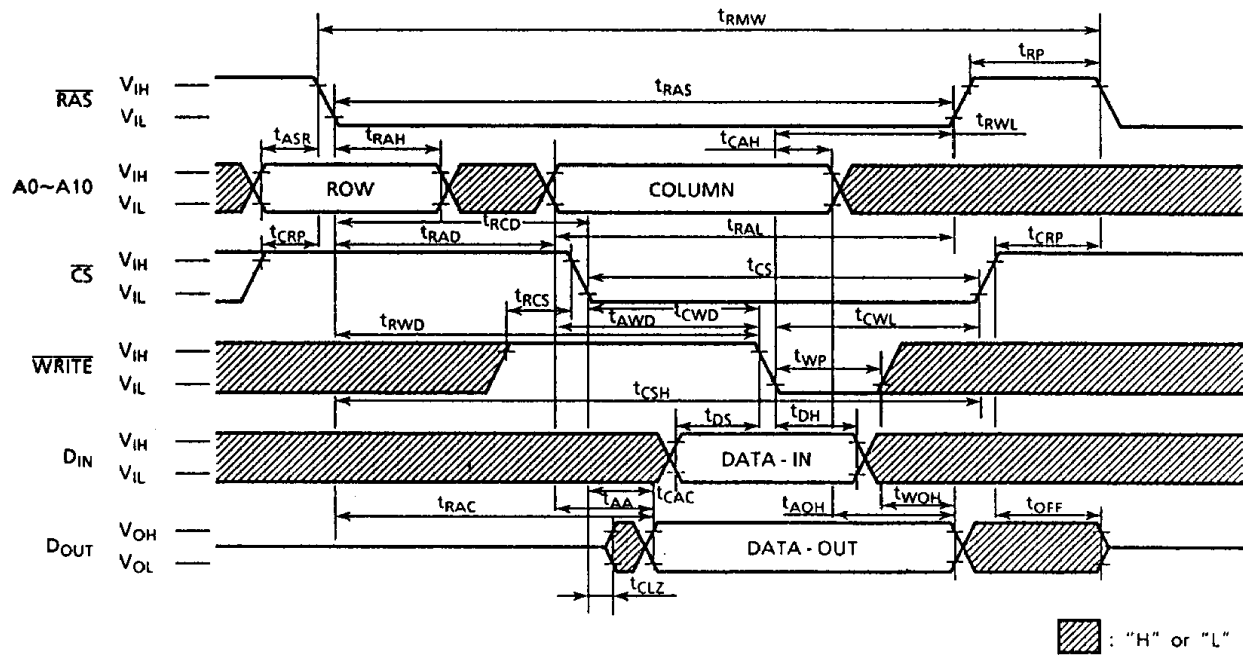 tRMW
tRP
RAS
VIH
VIL
tRAS
tRWL
tASR
tRAH
tCAH
A0~A10
VIH
VIL
ROW
COLUMN
tRCD
tCRP
tRAD
tRAL
tCRP
CS
VIH
VIL
tCS
tRCS
tCWD
tRWD
tAWD
tCWL
WRITE
VIH
VIL
tWP
tCSH
tDS
tDH
DIN
VIH
VIL
DATA - IN
tCAC
tWOH
tRAC
tAA
tAOH
tOFF
DOUT
VOH
VOL
DATA - OUT
tCLZ
: "H" or "L"